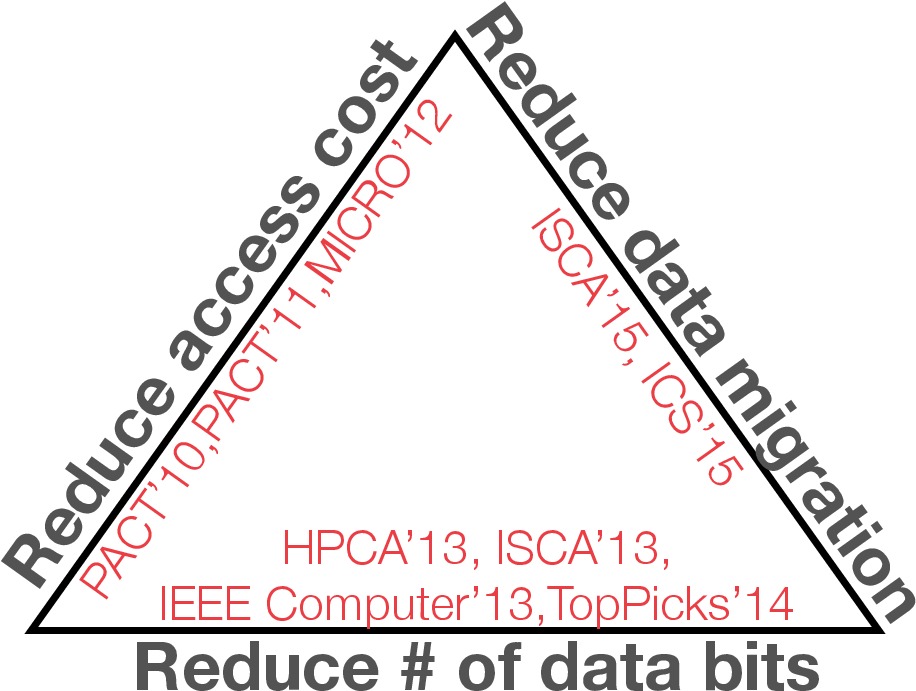 Reduce access cost
PACT'10,PACT'11,MICRO'12
Reduce data migration
ISCA'15, ICS'15
HPCA'13, ISCA'13,
IEEE Computer'13,TopPicks'14
Reduce # of data bits